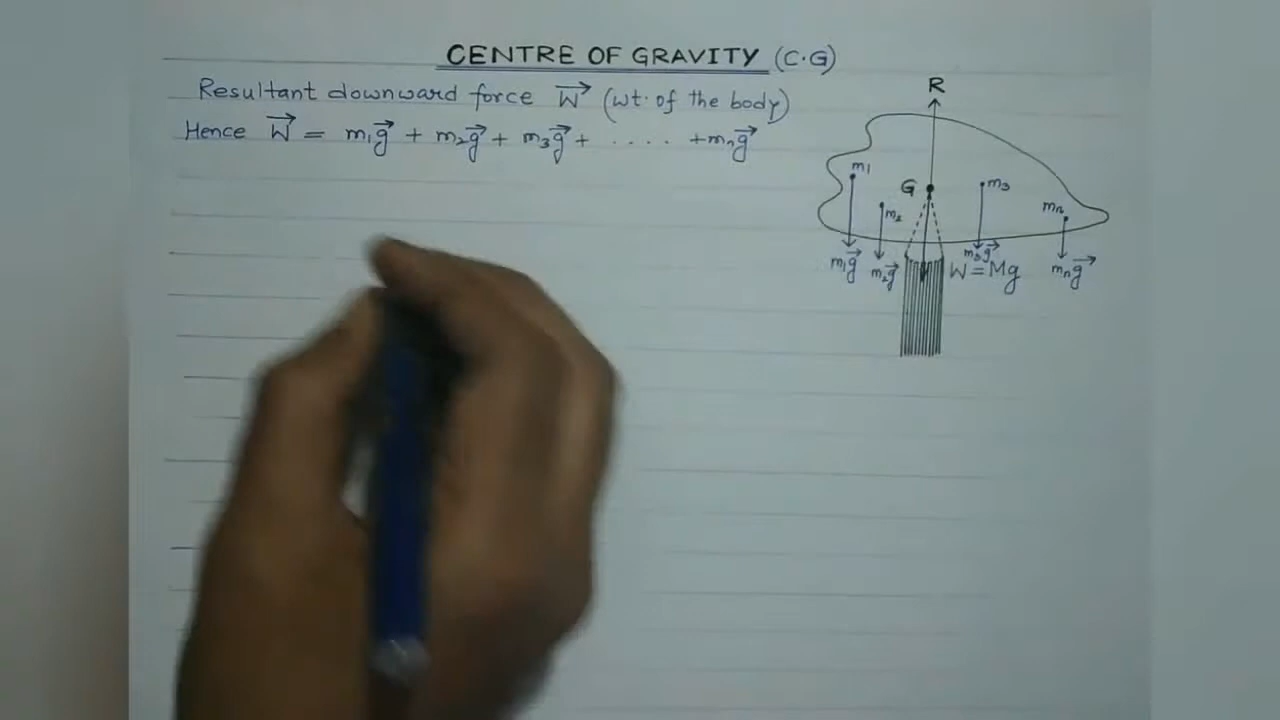 CENTRE OF GRAVITY (C.G)
Resultant downward force W⃗ (wt. of the body)
Hence W⃗ = m₁g⃗ + m₂g⃗ + m₃g⃗ + .... + mₙg⃗
R
m₁
G
m₃
m₂
mₙ
m₁g⃗
m₂g⃗
m₃g⃗
W = Mg
mₙg⃗